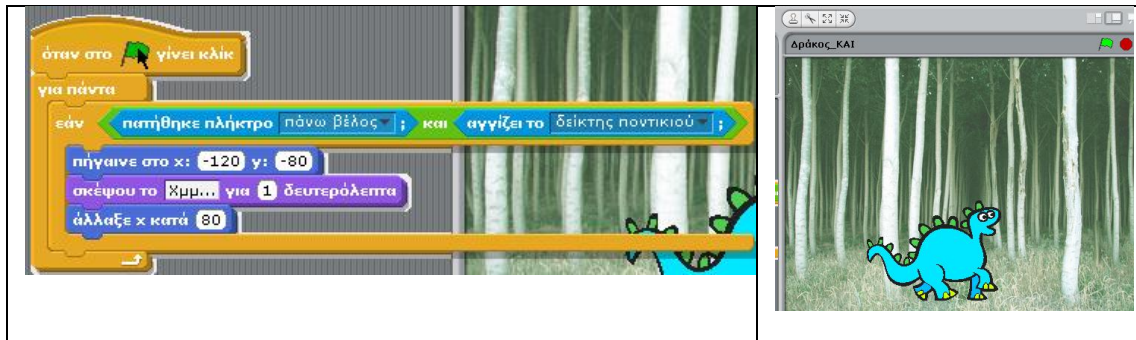 όταν στο γίνει κλίκ
για πάντα
εάν πατήθηκε πλήκτρο πάνω βέλος ; και αγγίζει το δείκτης ποντικιού ;
πήγαινε στο x: -120 y: -80
σκέψου το Χμμ... για 1 δευτερόλεπτα
άλλαξε x κατά 80
Δράκος_ΚΑΙ